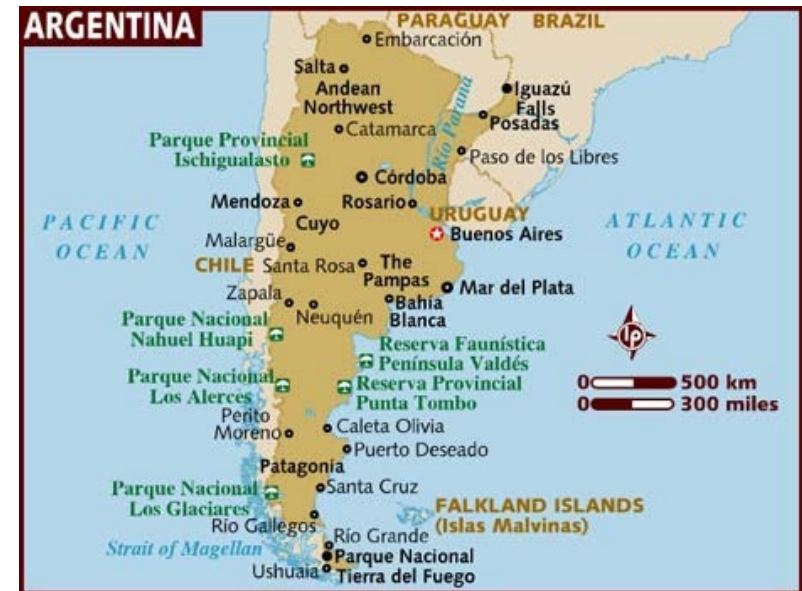 ARGENTINA
PARAGUAY
BRAZIL
Embarcación
Salta
Andean
Northwest
Iguazú
Falls
Posadas
Río Paraná
Catamarca
Parque Provincial
Ischigualasto
Paso de los Libres
Córdoba
Mendoza
Rosario
Cuyo
URUGUAY
Buenos Aires
PACIFIC
OCEAN
ATLANTIC
OCEAN
Malargüe
CHILE
Santa Rosa
The
Pampas
Mar del Plata
Zapala
Neuquén
Bahía
Blanca
Parque Nacional
Nahuel Huapi
Reserva Faunística
Península Valdés
Parque Nacional
Los Alerces
Reserva Provincial
Punta Tombo
lp
0 500 km
0 300 miles
Perito
Moreno
Caleta Olivia
Puerto Deseado
Patagonia
Parque Nacional
Los Glaciares
Santa Cruz
FALKLAND ISLANDS
(Islas Malvinas)
Río Gallegos
Strait of Magellan
Río Grande
Parque Nacional
Tierra del Fuego
Ushuaia